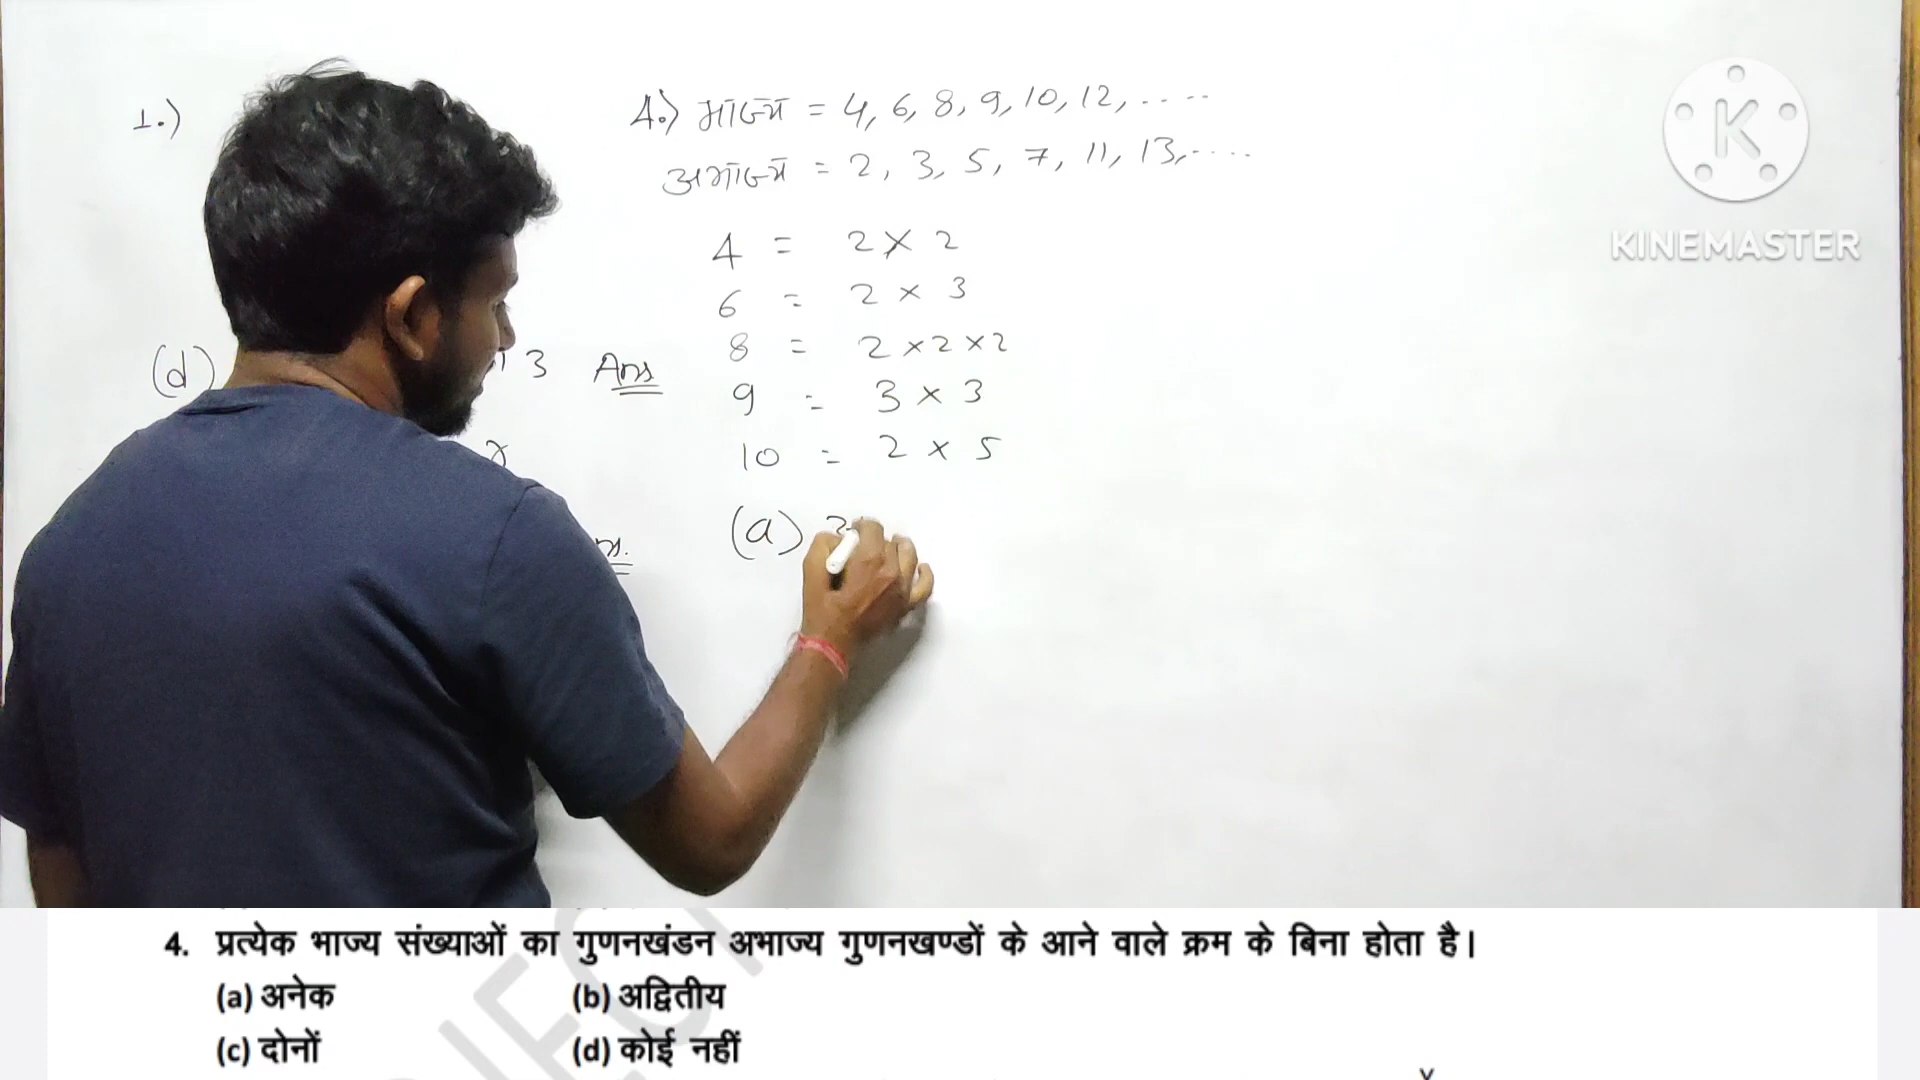 1.)
4.) भाज्य = 4, 6, 8, 9, 10, 12, ....
अभाज्य = 2, 3, 5, 7, 11, 13, ....
4 = 2 × 2
6 = 2 × 3
8 = 2 × 2 × 2
9 = 3 × 3
10 = 2 × 5
(d) 3 Ans
(a)
K
KINEMASTER
4. प्रत्येक भाज्य संख्याओं का गुणनखंडन अभाज्य गुणनखण्डों के आने वाले क्रम के बिना होता है।
(a) अनेक (b) अद्वितीय
(c) दोनों (d) कोई नहीं